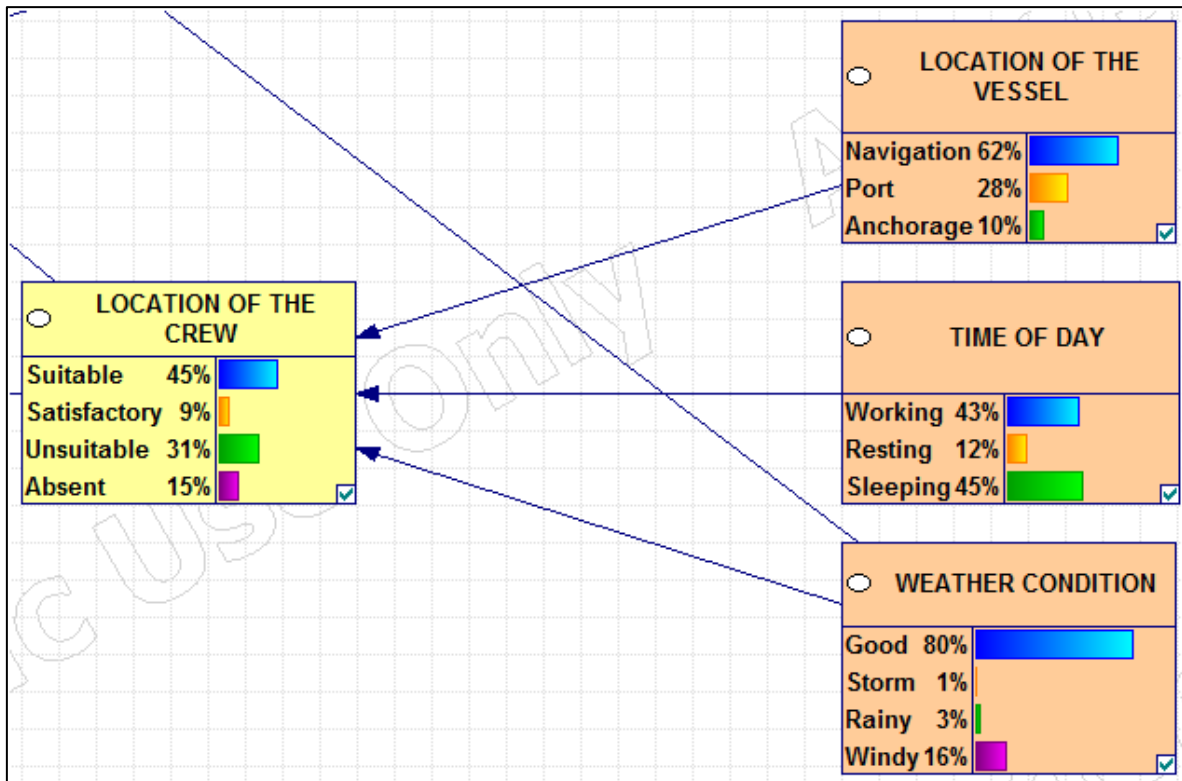 LOCATION OF THE
VESSEL
Navigation 62%
Port 28%
Anchorage 10%
LOCATION OF THE
CREW
Suitable 45%
Satisfactory 9%
Unsuitable 31%
Absent 15%
TIME OF DAY
Working 43%
Resting 12%
Sleeping 45%
WEATHER CONDITION
Good 80%
Storm 1%
Rainy 3%
Windy 16%
Use Only